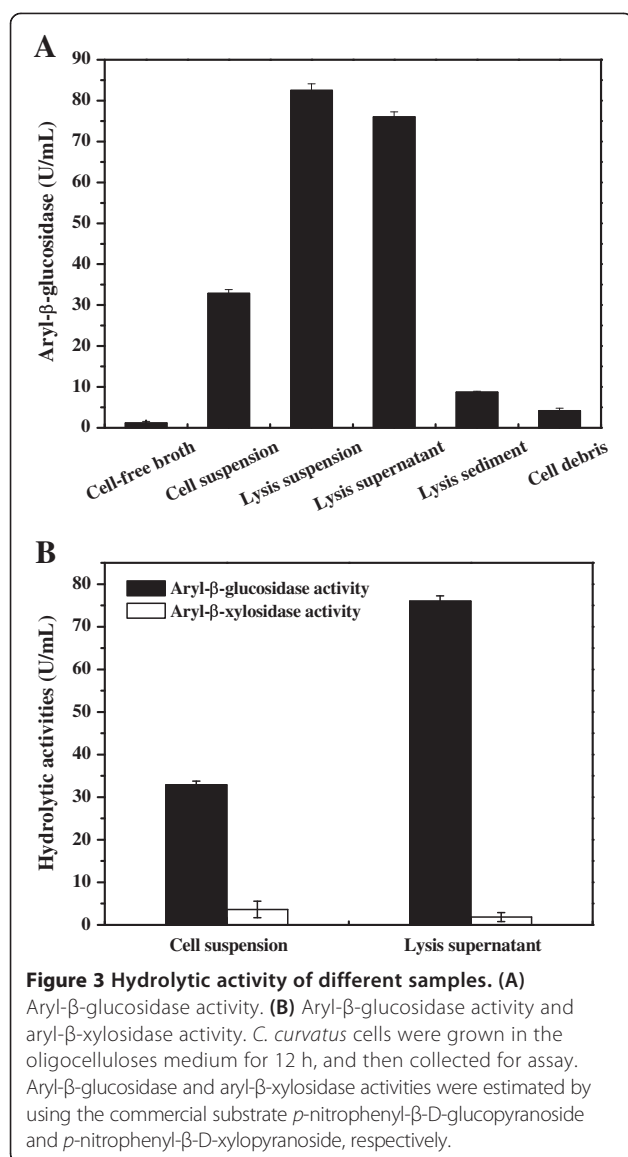 A
Aryl-β-glucosidase (U/mL)
90
80
70
60
50
40
30
20
10
0
Cell-free broth
Cell suspension
Lysis suspension
Lysis supernatant
Lysis sediment
Cell debris
B
Aryl-β-glucosidase activity
Aryl-β-xylosidase activity
Hydrolytic activities (U/mL)
80
70
60
50
40
30
20
10
0
Cell suspension
Lysis supernatant
Figure 3 Hydrolytic activity of different samples. (A)
Aryl-β-glucosidase activity. (B) Aryl-β-glucosidase activity and
aryl-β-xylosidase activity. C. curvatus cells were grown in the
oligocelluloses medium for 12 h, and then collected for assay.
Aryl-β-glucosidase and aryl-β-xylosidase activities were estimated by
using the commercial substrate p-nitrophenyl-β-D-glucopyranoside
and p-nitrophenyl-β-D-xylopyranoside, respectively.